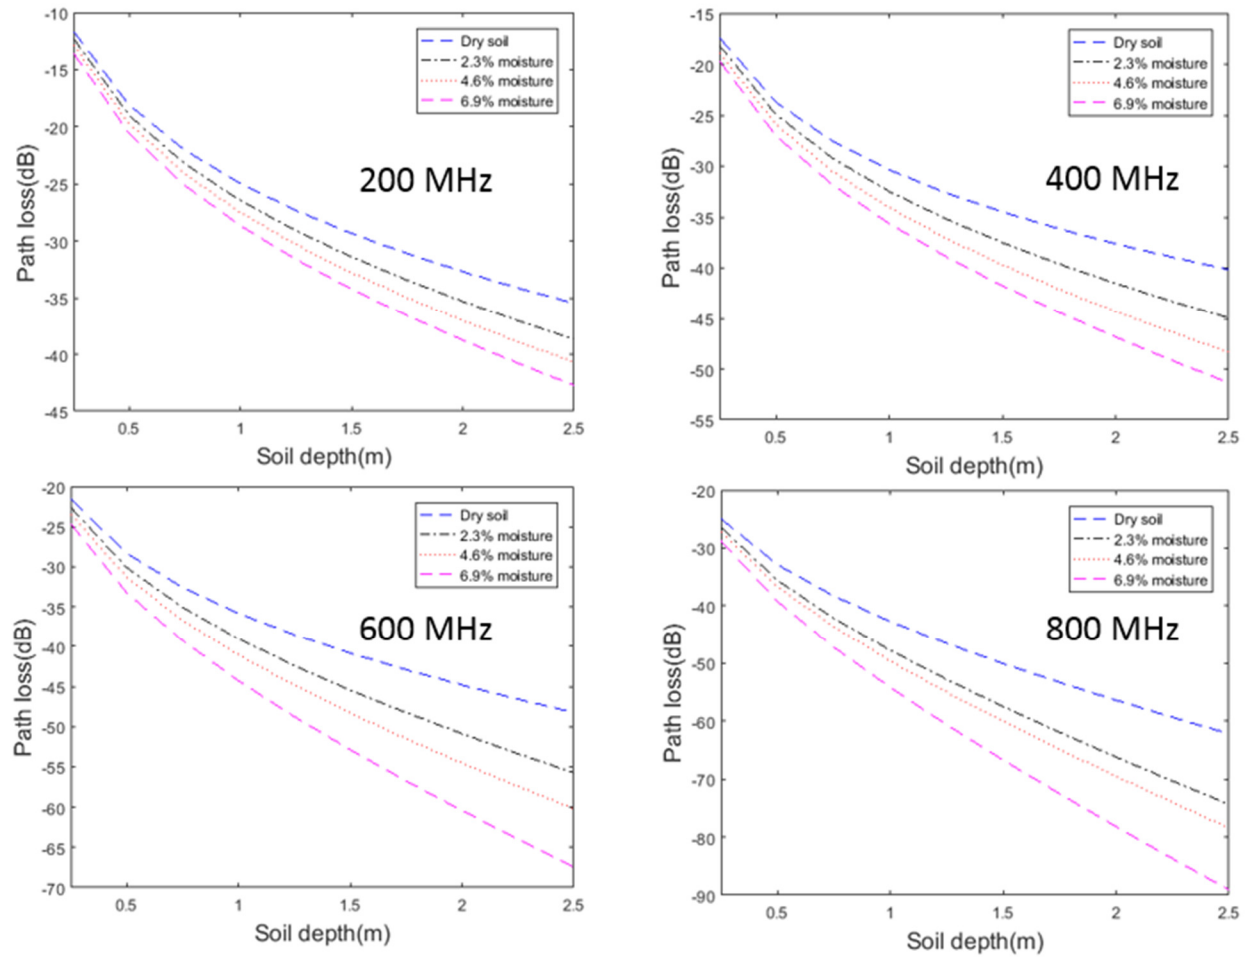 -10
-15
-20
-25
-30
-35
-40
-45
Path loss(dB)
0.5
1
1.5
2
2.5
Soil depth(m)
Dry soil
2.3% moisture
4.6% moisture
6.9% moisture
200 MHz
-15
-20
-25
-30
-35
-40
-45
-50
-55
Path loss(dB)
0.5
1
1.5
2
2.5
Soil depth(m)
Dry soil
2.3% moisture
4.6% moisture
6.9% moisture
400 MHz
-20
-25
-30
-35
-40
-45
-50
-55
-60
-65
-70
Path loss(dB)
0.5
1
1.5
2
2.5
Soil depth(m)
Dry soil
2.3% moisture
4.6% moisture
6.9% moisture
600 MHz
-20
-30
-40
-50
-60
-70
-80
-90
Path loss(dB)
0.5
1
1.5
2
2.5
Soil depth(m)
Dry soil
2.3% moisture
4.6% moisture
6.9% moisture
800 MHz